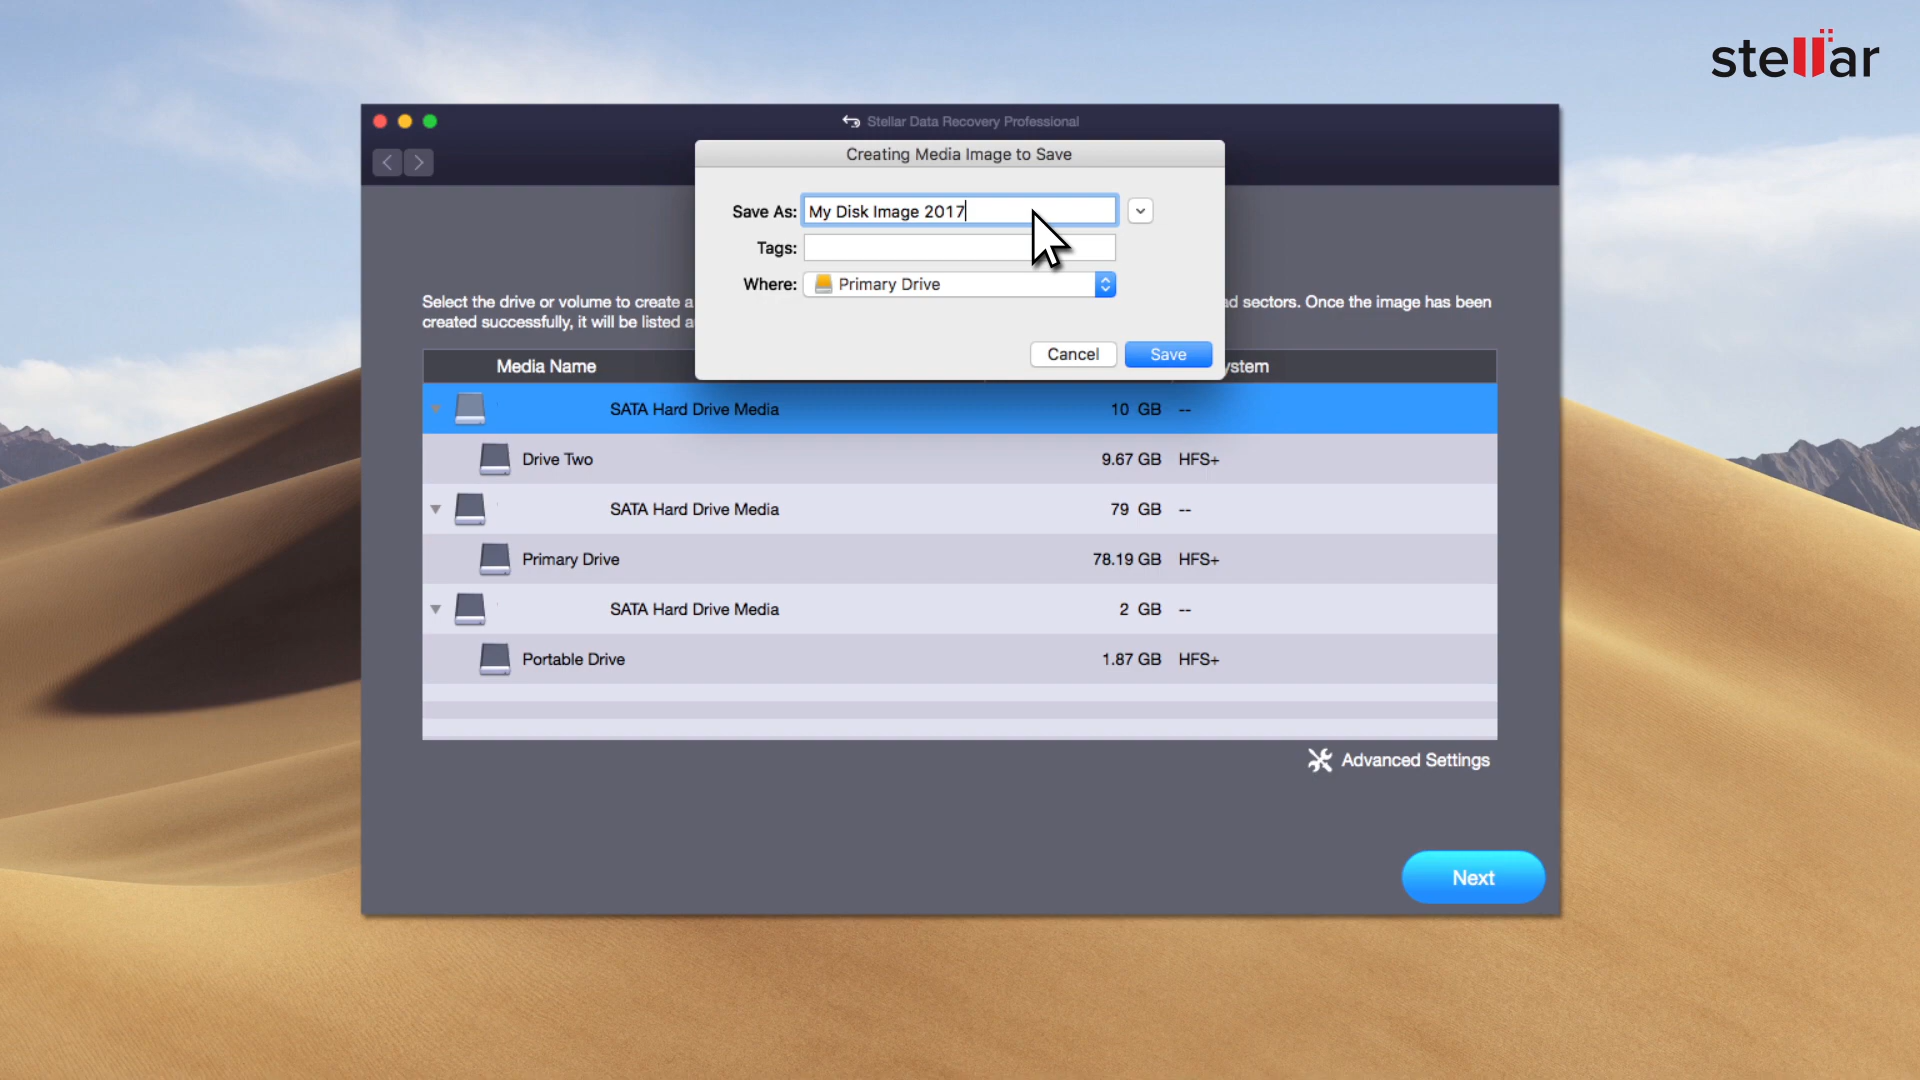 stellar
Stellar Data Recovery Professional
Creating Media Image to Save
Save As: My Disk Image 2017
Tags:
Where: Primary Drive
Cancel Save
Select the drive or volume to create a sectors. Once the image has been
created successfully, it will be listed
Media Name
SATA Hard Drive Media 10 GB --
Drive Two 9.67 GB HFS+
SATA Hard Drive Media 79 GB --
Primary Drive 78.19 GB HFS+
SATA Hard Drive Media 2 GB --
Portable Drive 1.87 GB HFS+
Advanced Settings
Next